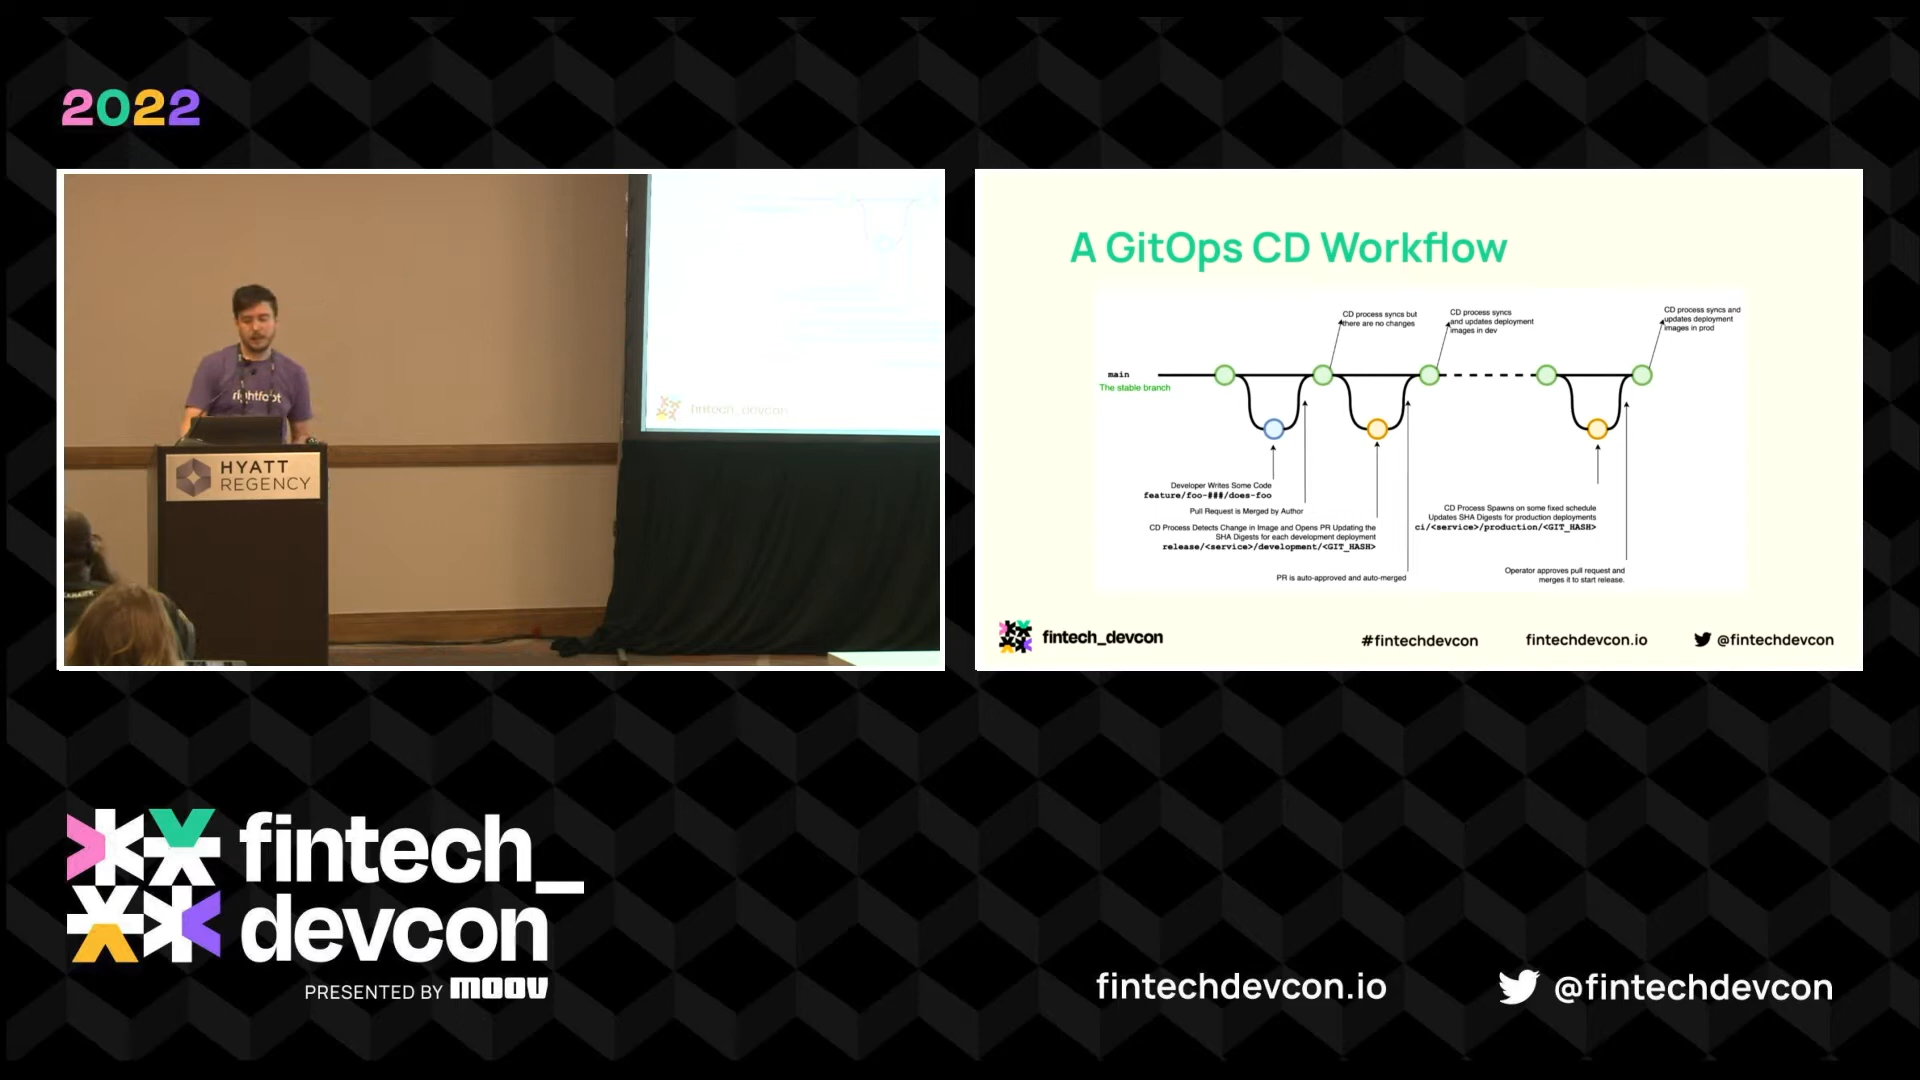 2022
rightfoot
HYATT
REGENCY
fintech_devcon
A GitOps CD Workflow
CD process syncs but
there are no changes
CD process syncs
and updates deployment
images in dev
CD process syncs and
updates deployment
images in prod
main
The stable branch
Developer Writes Some Code
feature/foo-###/does-foo
Pull Request is Merged by Author
CD Process Detects Change in Image and Opens PR Updating the
SHA Digests for each development deployment
release/<service>/development/<GIT_HASH>
PR is auto-approved and auto-merged
CD Process Spawns on some fixed schedule
Updates SHA Digests for production deployments
ci/<service>/production/<GIT_HASH>
Operator approves pull request and
merges it to start release.
fintech_devcon
#fintechdevcon
fintechdevcon.io
@fintechdevcon
fintech_
devcon
PRESENTED BY moov
fintechdevcon.io
@fintechdevcon